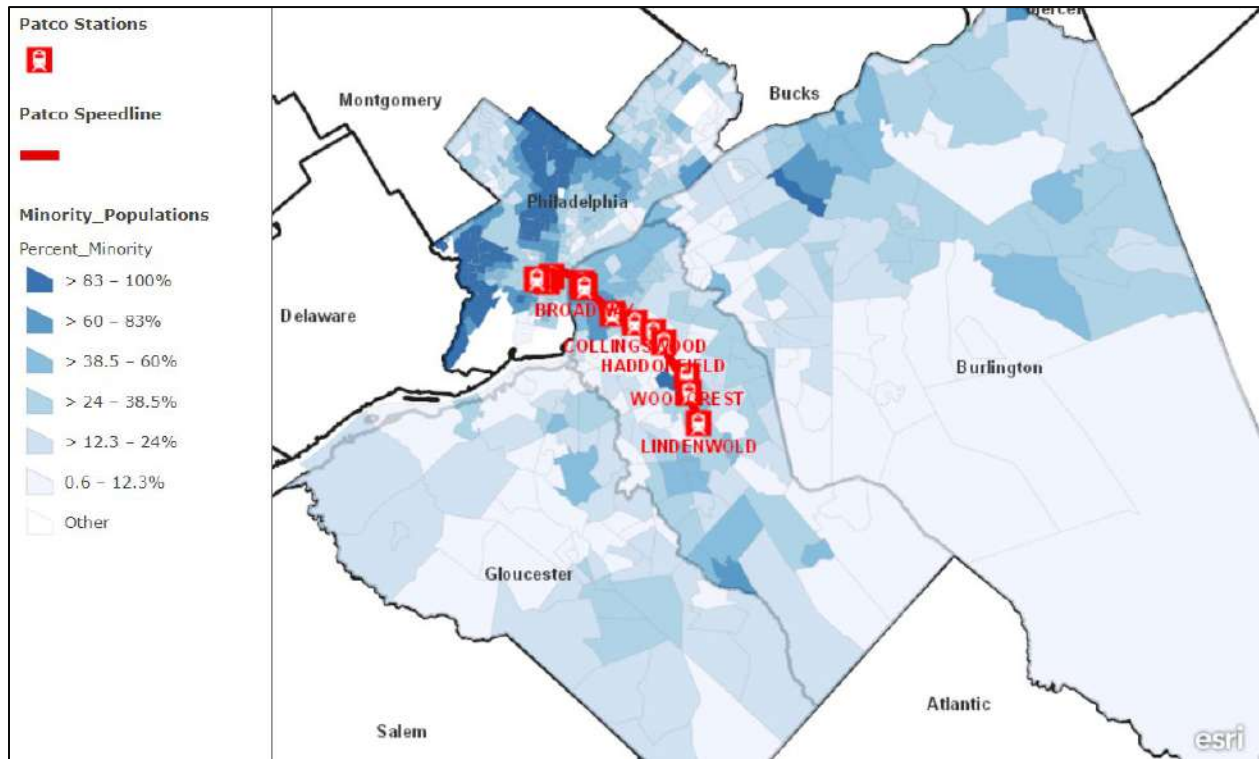 Patco Stations
Patco Speedline
Minority_Populations
Percent_Minority
> 83 – 100%
> 60 – 83%
> 38.5 – 60%
> 24 – 38.5%
> 12.3 – 24%
0.6 – 12.3%
Other
Mercer
Montgomery
Bucks
Philadelphia
Delaware
BROADWAY
COLLINGSWOOD
HADDONFIELD
WOODCREST
LINDENWOLD
Burlington
Gloucester
Salem
Atlantic
esri